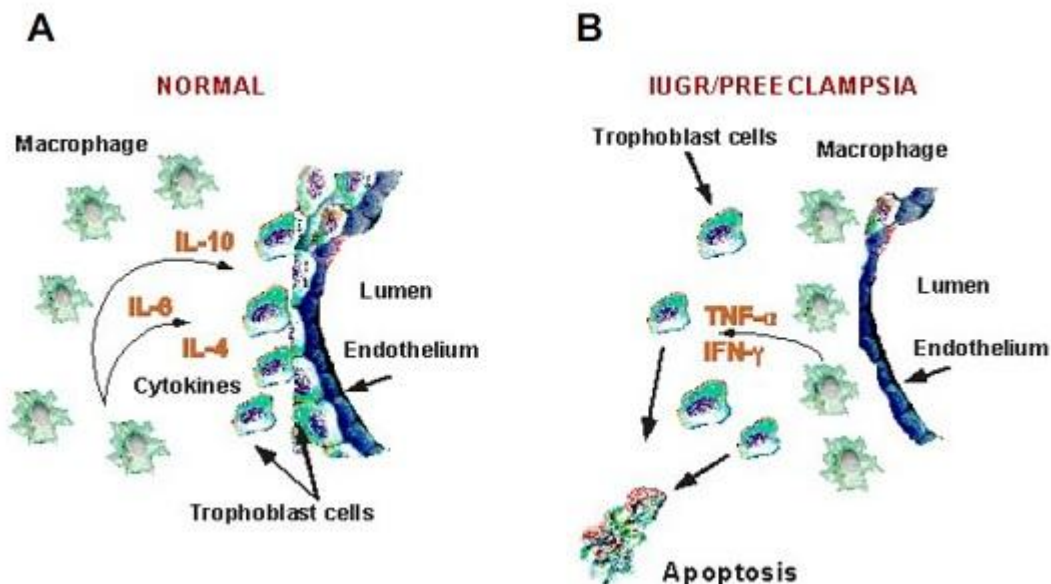 A
NORMAL
Macrophage
IL-10
IL-6
IL-4
Cytokines
Lumen
Endothelium
Trophoblast cells
B
IUGR/PREECLAMPSIA
Trophoblast cells
Macrophage
TNF-α
IFN-γ
Lumen
Endothelium
Apoptosis